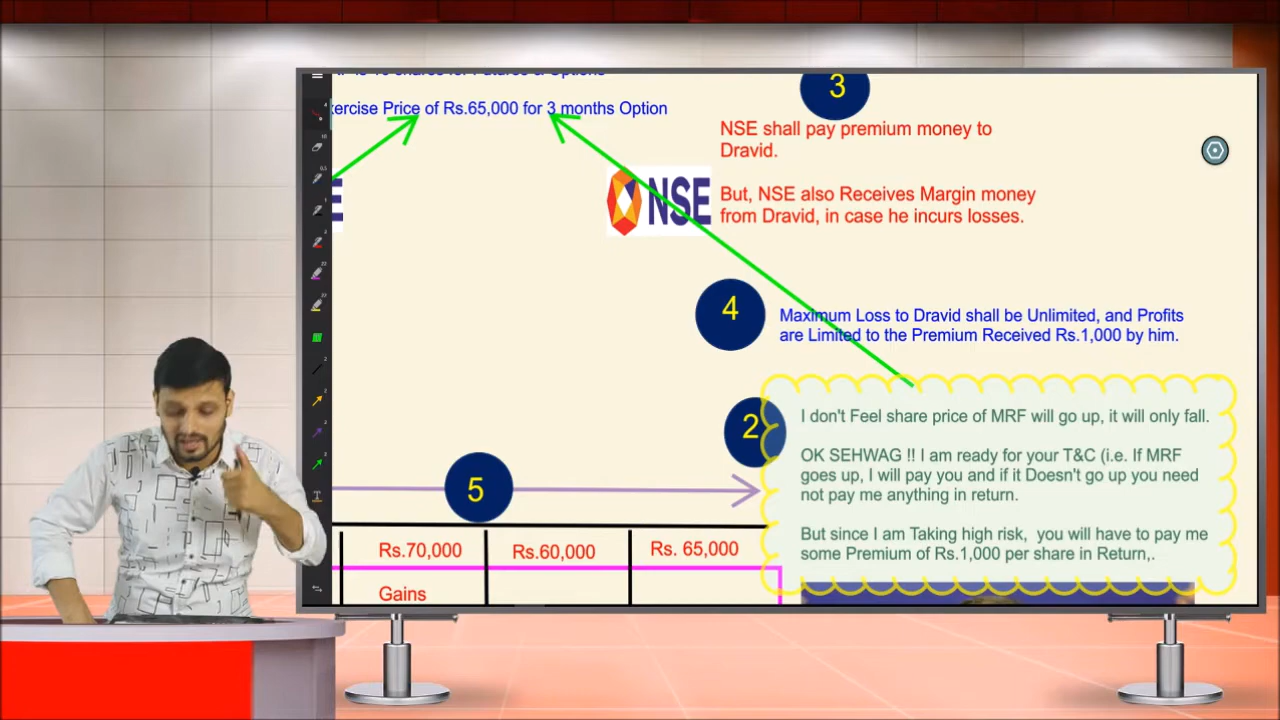 ercise Price of Rs.65,000 for 3 months Option
3
NSE shall pay premium money to
Dravid.
E
NSE
But, NSE also Receives Margin money
from Dravid, in case he incurs losses.
4
Maximum Loss to Dravid shall be Unlimited, and Profits
are Limited to the Premium Received Rs.1,000 by him.
2
I don't Feel share price of MRF will go up, it will only fall.
OK SEHWAG !! I am ready for your T&C (i.e. If MRF
goes up, I will pay you and if it Doesn't go up you need
not pay me anything in return.
But since I am Taking high risk, you will have to pay me
some Premium of Rs.1,000 per share in Return,.
5
Rs.70,000
Rs.60,000
Rs. 65,000
Gains